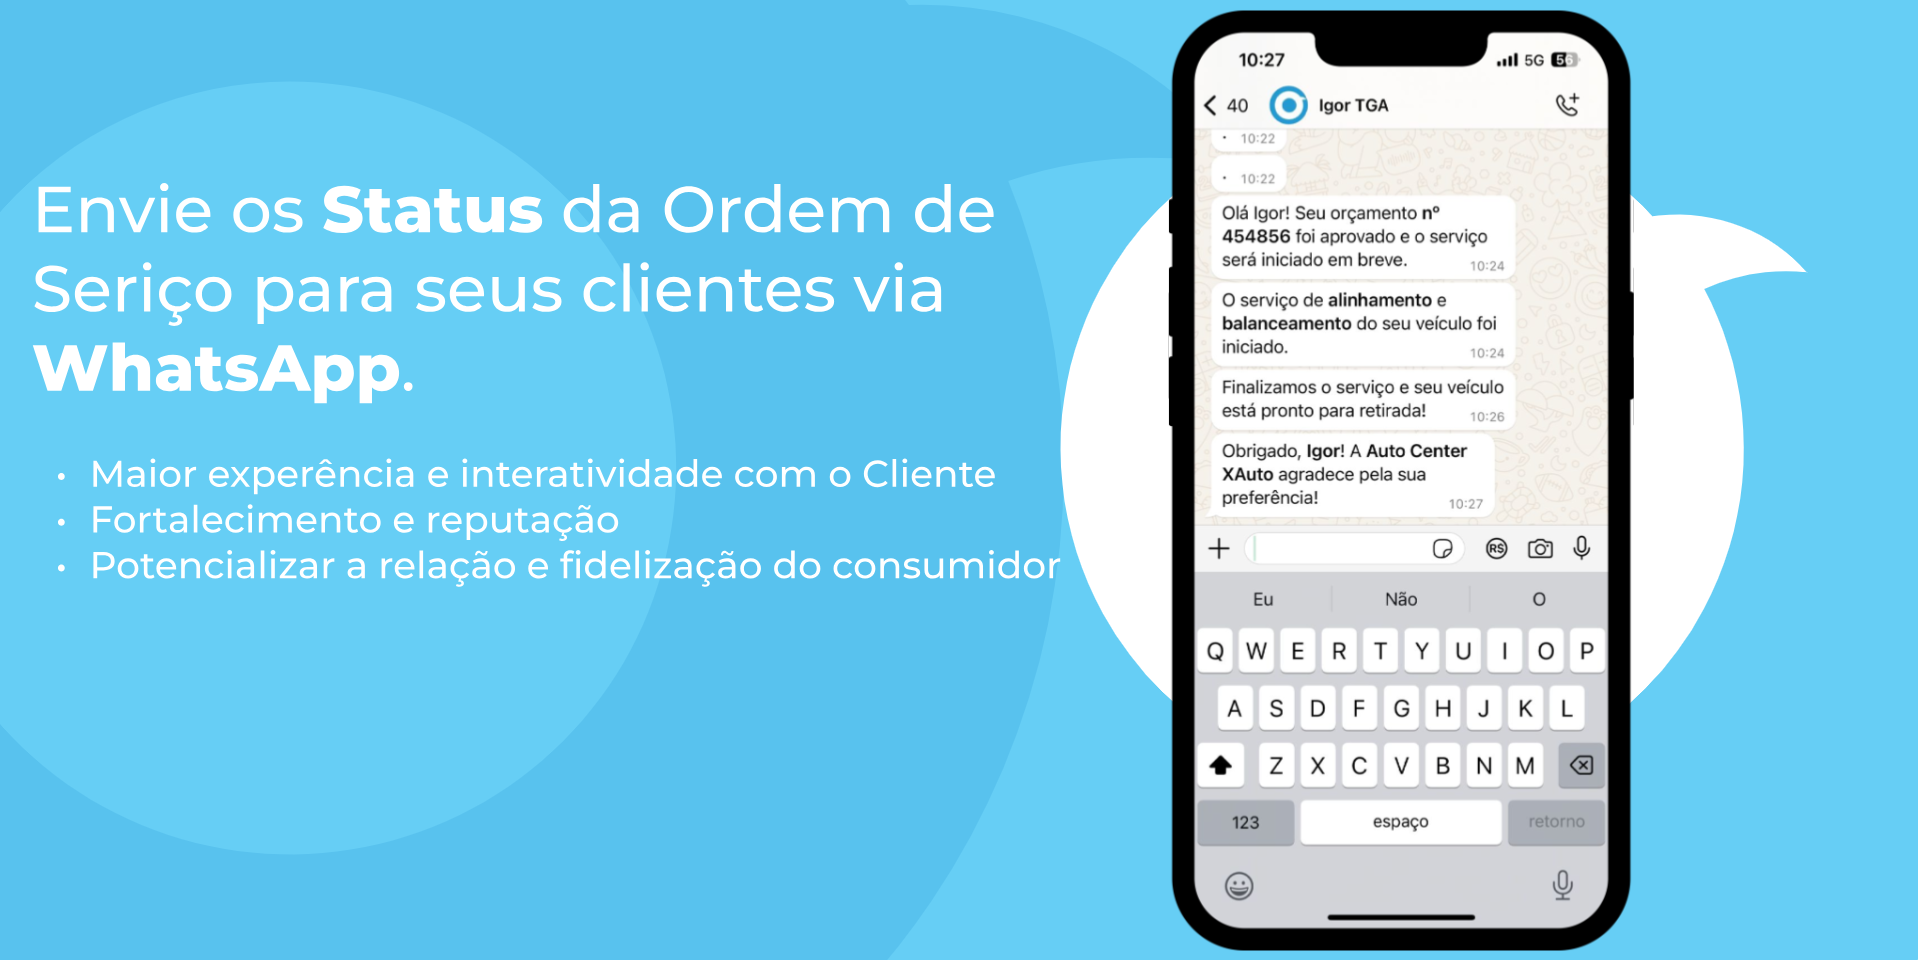 Envie os Status da Ordem de
Seriço para seus clientes via
WhatsApp.
• Maior experência e interatividade com o Cliente
• Fortalecimento e reputação
• Potencializar a relação e fidelização do consumidor
10:27
5G 56
40 Igor TGA
. 10:22
. 10:22
Olá Igor! Seu orçamento nº
454856 foi aprovado e o serviço
será iniciado em breve. 10:24
O serviço de alinhamento e
balanceamento do seu veículo foi
iniciado. 10:24
Finalizamos o serviço e seu veículo
está pronto para retirada! 10:26
Obrigado, Igor! A Auto Center
XAuto agradece pela sua
preferência! 10:27
RS
Eu Não O
Q W E R T Y U I O P
A S D F G H J K L
Z X C V B N M
123 espaço retorno